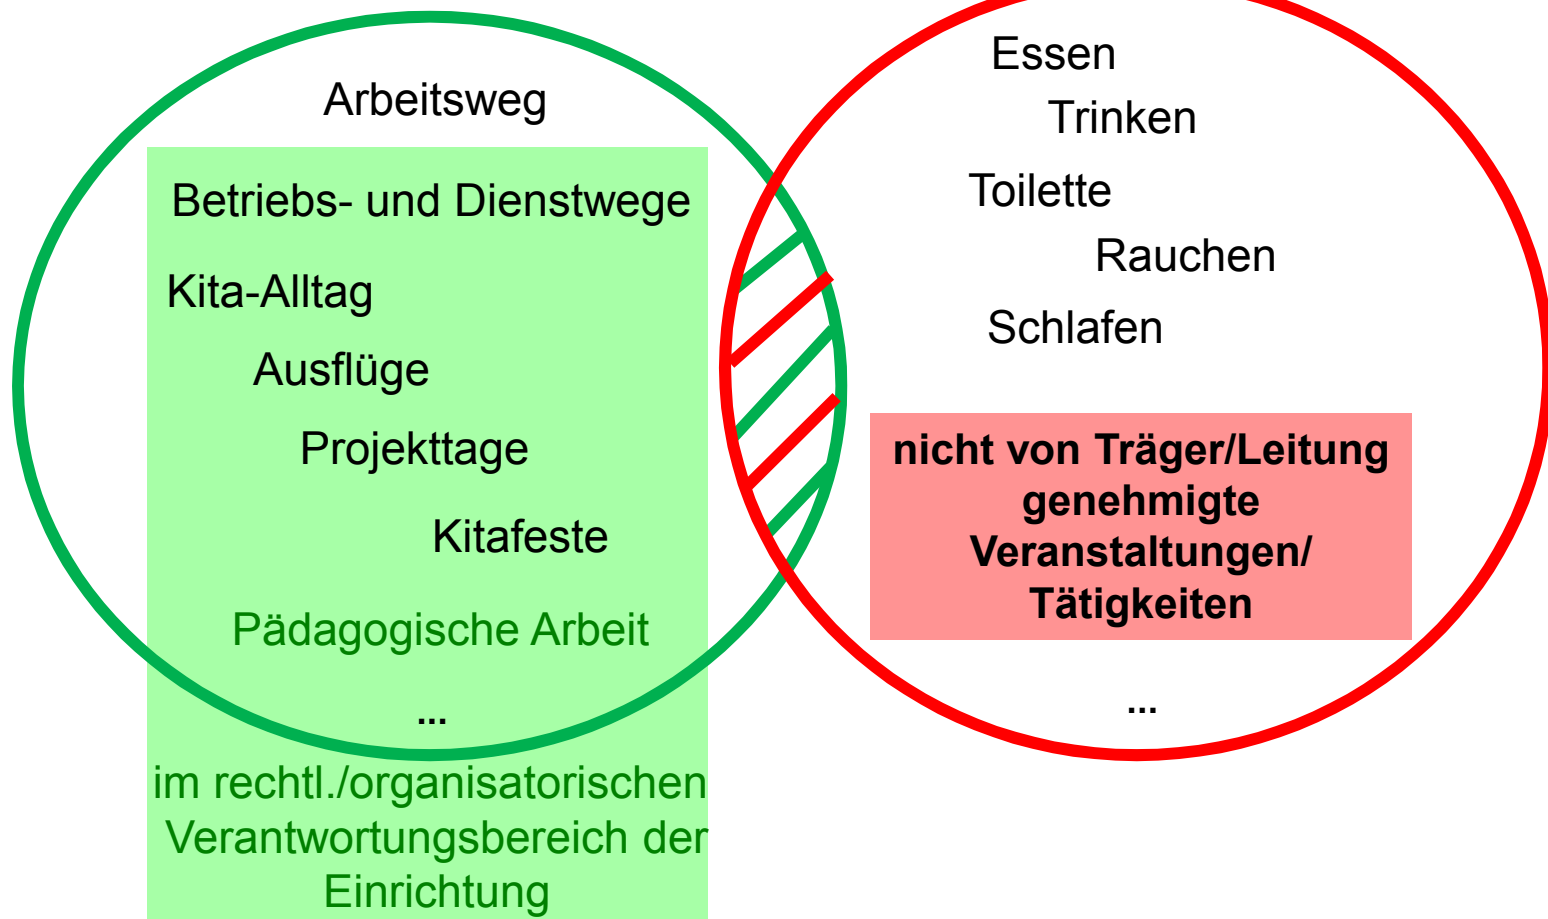 Arbeitsweg
Betriebs- und Dienstwege
Kita-Alltag
Ausflüge
Projekttage
Kitafeste
Pädagogische Arbeit
...
im rechtl./organisatorischen
Verantwortungsbereich der
Einrichtung
Essen
Trinken
Toilette
Rauchen
Schlafen
nicht von Träger/Leitung
genehmigte
Veranstaltungen/
Tätigkeiten
...